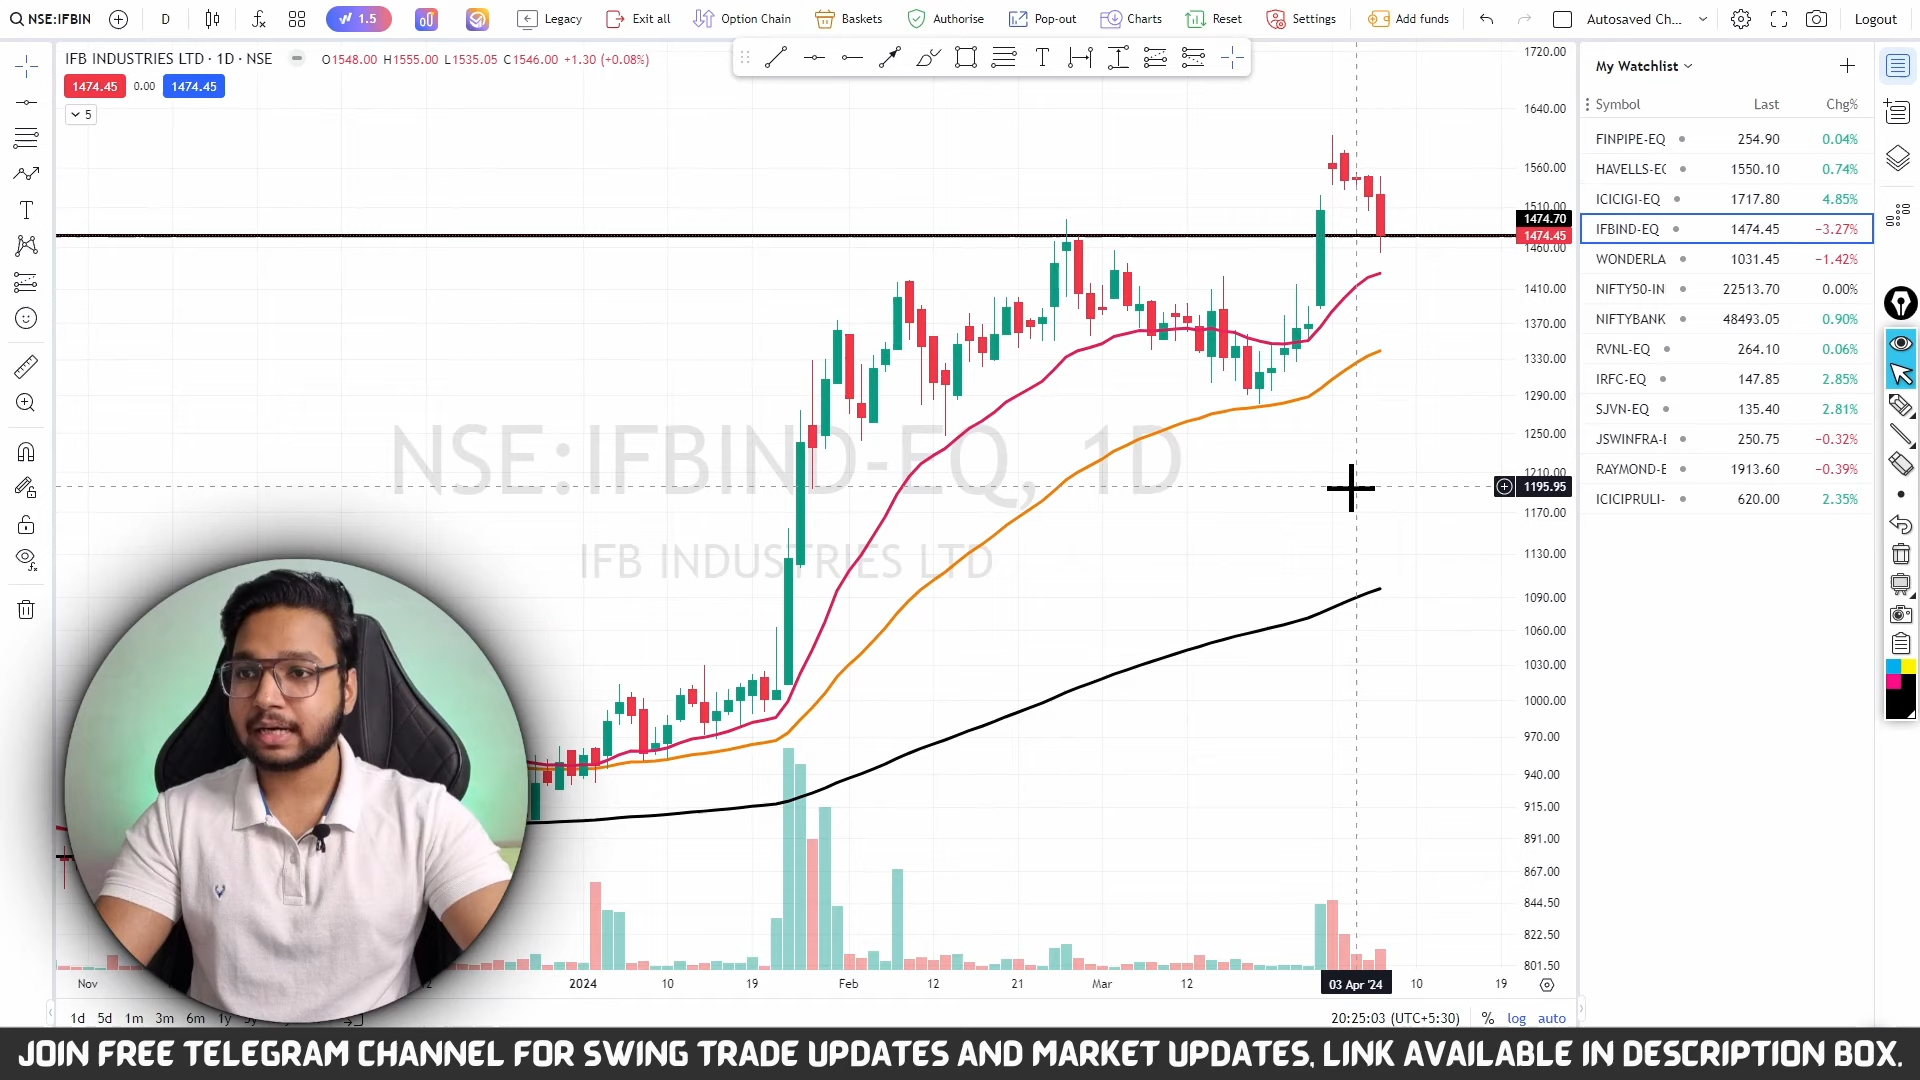 NSE:IFBIN
D
1.5
Legacy
Exit all
Option Chain
Baskets
Authorise
Pop-out
Charts
Reset
Settings
Add funds
Autosaved Ch...
Logout
IFB INDUSTRIES LTD · 1D · NSE
O1548.00 H1555.00 L1535.05 C1546.00 +1.30 (+0.08%)
1474.45 0.00 1474.45
5
My Watchlist
Symbol Last Chg%
FINPIPE-EQ 254.90 0.04%
HAVELLS-E 1550.10 0.74%
ICICIGI-EQ 1717.80 4.85%
IFBIND-EQ 1474.45 −3.27%
WONDERLA 1031.45 −1.42%
NIFTY50-IN 22513.70 0.00%
NIFTYBANK 48493.05 0.90%
RVNL-EQ 264.10 0.06%
IRFC-EQ 147.85 2.85%
SJVN-EQ 135.40 2.81%
JSWINFRA- 250.75 −0.32%
RAYMOND-E 1913.60 −0.39%
ICICIPRULI- 620.00 2.35%
1720.00
1640.00
1560.00
1510.00
1474.70
1474.45
1460.00
1410.00
1370.00
1330.00
1290.00
1250.00
1210.00
1195.95
1170.00
1130.00
1090.00
1060.00
1030.00
1000.00
970.00
940.00
915.00
891.00
867.00
844.50
822.50
801.50
NSE:IFBIND-EQ, 1D
IFB INDUSTRIES LTD
Nov 2024 10 19 Feb 12 21 Mar 12 03 Apr '24 10 19
1d 5d 1m 3m 6m 1y
20:25:03 (UTC+5:30) % log auto
JOIN FREE TELEGRAM CHANNEL FOR SWING TRADE UPDATES AND MARKET UPDATES, LINK AVAILABLE IN DESCRIPTION BOX.